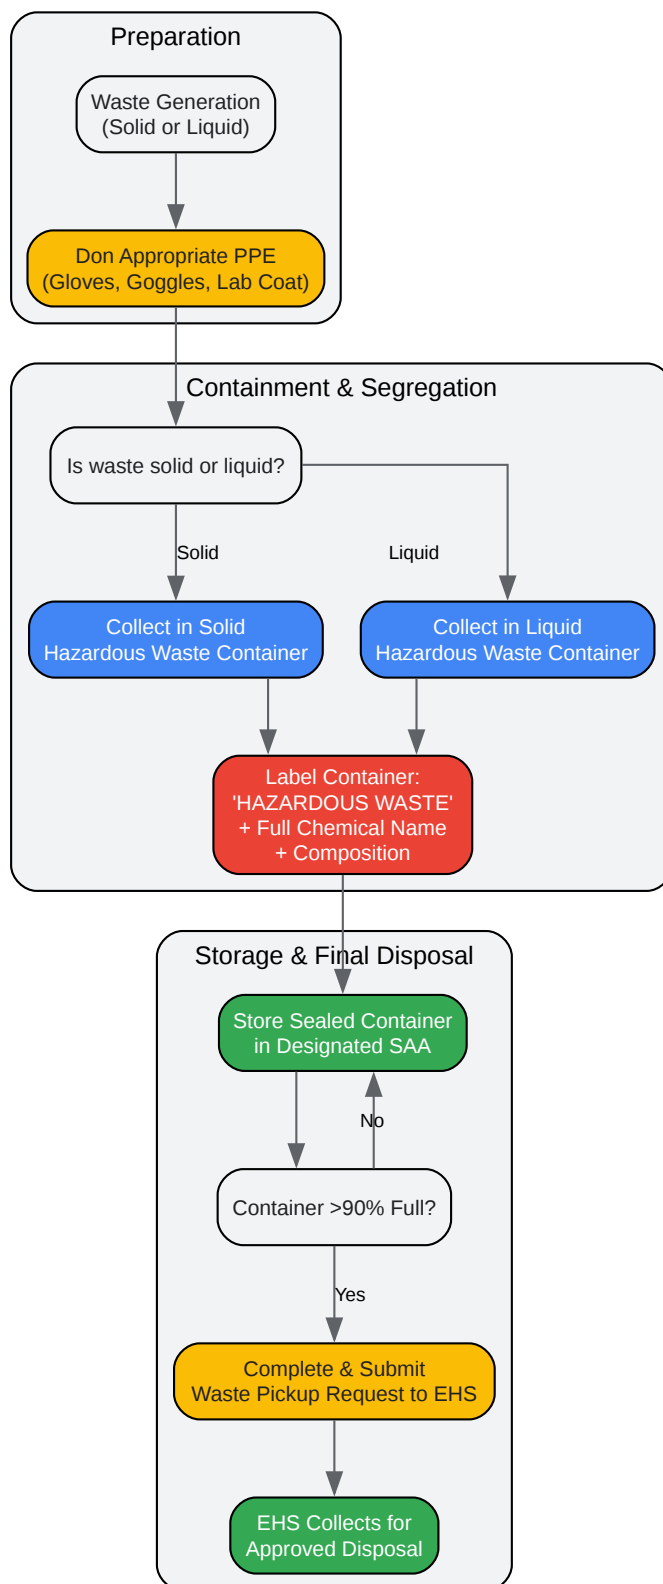 Preparation
Waste Generation
(Solid or Liquid)
Don Appropriate PPE
(Gloves, Goggles, Lab Coat)
Containment & Segregation
Is waste solid or liquid?
Solid
Liquid
Collect in Solid
Hazardous Waste Container
Collect in Liquid
Hazardous Waste Container
Label Container:
'HAZARDOUS WASTE'
+ Full Chemical Name
+ Composition
Storage & Final Disposal
Store Sealed Container
in Designated SAA
No
Container >90% Full?
Yes
Complete & Submit
Waste Pickup Request to EHS
EHS Collects for
Approved Disposal